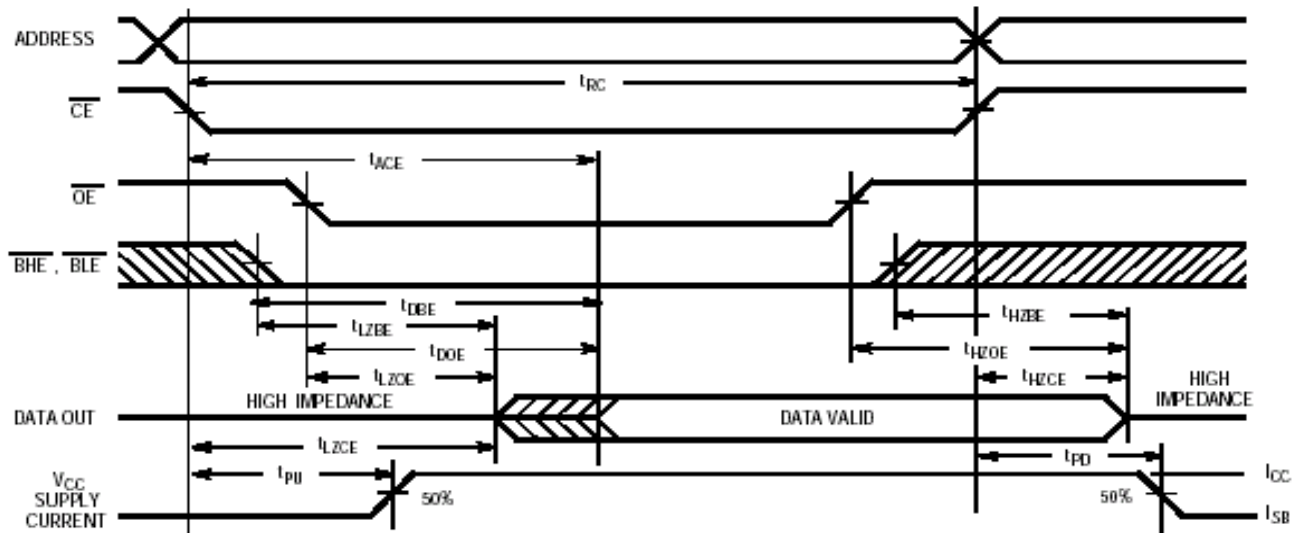 ADDRESS
tRC
CE
tACE
OE
BHE , BLE
tDBE
tLZBE
tHZBE
tDOE
tHZOE
tLZOE
tHZCE
HIGH IMPEDANCE
HIGH
IMPEDANCE
DATA OUT
DATA VALID
tLZCE
tPU
tPD
VCC
SUPPLY
CURRENT
50%
50%
ICC
ISB